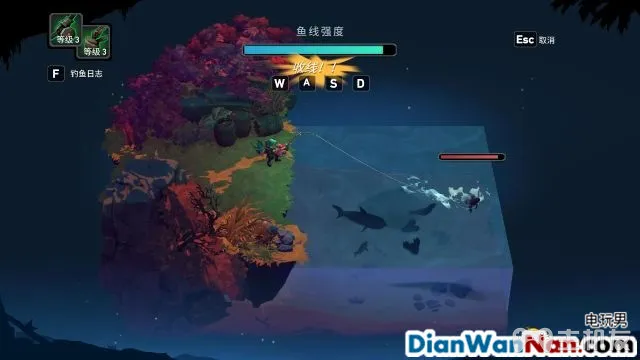 等级 3
等级 3
F 钓鱼日志
鱼线强度
收线！！
W A S D
Esc 取消
电玩男
DianWanNan.com